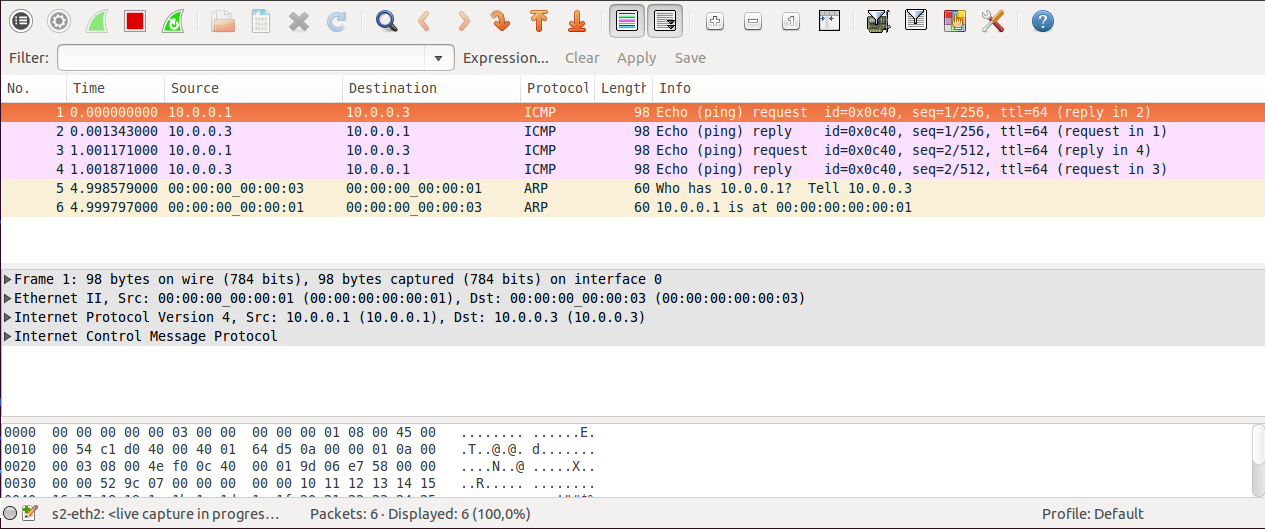 Filter: Expression... Clear Apply Save
No. Time Source Destination Protocol Length Info
1 0.000000000 10.0.0.1 10.0.0.3 ICMP 98 Echo (ping) request id=0x0c40, seq=1/256, ttl=64 (reply in 2)
2 0.001343000 10.0.0.3 10.0.0.1 ICMP 98 Echo (ping) reply id=0x0c40, seq=1/256, ttl=64 (request in 1)
3 1.001171000 10.0.0.1 10.0.0.3 ICMP 98 Echo (ping) request id=0x0c40, seq=2/512, ttl=64 (reply in 4)
4 1.001871000 10.0.0.3 10.0.0.1 ICMP 98 Echo (ping) reply id=0x0c40, seq=2/512, ttl=64 (request in 3)
5 4.998579000 00:00:00_00:00:03 00:00:00_00:00:01 ARP 60 Who has 10.0.0.1? Tell 10.0.0.3
6 4.999797000 00:00:00_00:00:01 00:00:00_00:00:03 ARP 60 10.0.0.1 is at 00:00:00:00:00:01
Frame 1: 98 bytes on wire (784 bits), 98 bytes captured (784 bits) on interface 0
Ethernet II, Src: 00:00:00_00:00:01 (00:00:00:00:00:01), Dst: 00:00:00_00:00:03 (00:00:00:00:00:03)
Internet Protocol Version 4, Src: 10.0.0.1 (10.0.0.1), Dst: 10.0.0.3 (10.0.0.3)
Internet Control Message Protocol
0000 00 00 00 00 00 03 00 00 00 00 00 01 08 00 45 00 ........ ......E.
0010 00 54 c1 d0 40 00 40 01 64 d5 0a 00 00 01 0a 00 .T..@.@. d.......
0020 00 03 08 00 4e f0 0c 40 00 01 9d 06 e7 58 00 00 ....N..@ .....X..
0030 00 00 52 9c 07 00 00 00 00 00 10 11 12 13 14 15 ..R..... ........
s2-eth2: <live capture in progres... Packets: 6 · Displayed: 6 (100,0%) Profile: Default